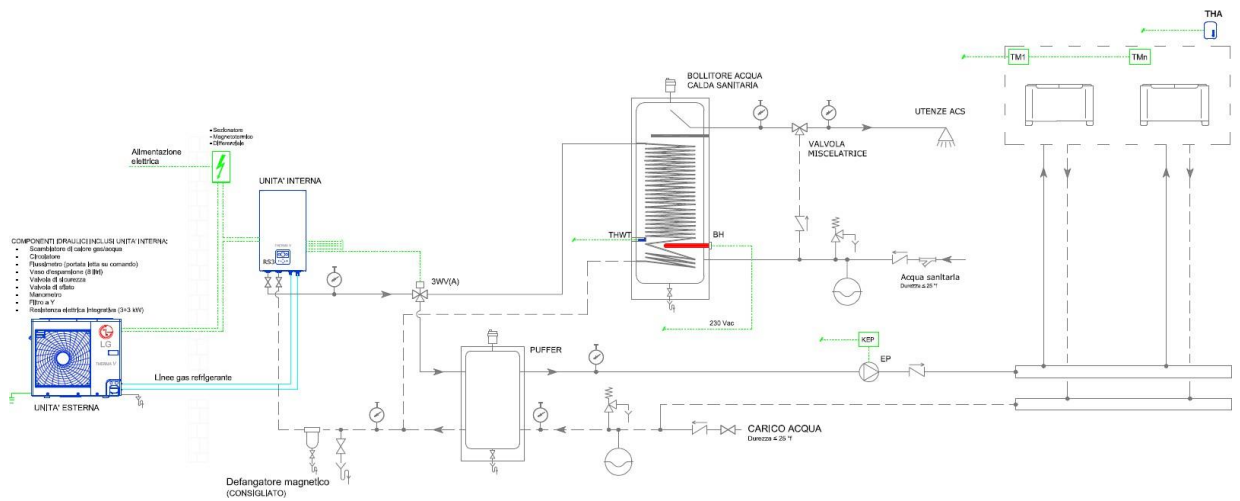 THA
TM1
TMn
BOLLITORE ACQUA
CALDA SANITARIA
UTENZE ACS
VALVOLA
MISCELATRICE
• Sezionatore
• Magnetotermico
• Differenziale
Alimentazione
elettrica
UNITA' INTERNA
THWT
BH
COMPONENTI IDRAULICI INCLUSI UNITA' INTERNA:
• Scambiatore di calore gas/acqua
• Circolatore
• Flussimetro (portata letta su comando)
• Vaso d'espansione (8 litri)
• Valvola di sicurezza
• Valvola di sfiato
• Manometro
• Filtro a Y
• Resistenza elettrica integrativa (3+3 kW)
RS3
3WV(A)
Acqua sanitaria
Durezza ≤ 25 °f
230 Vac
LG
PUFFER
KEP
EP
Linee gas refrigerante
UNITA' ESTERNA
CARICO ACQUA
Durezza ≤ 25 °f
Defangatore magnetico
(CONSIGLIATO)